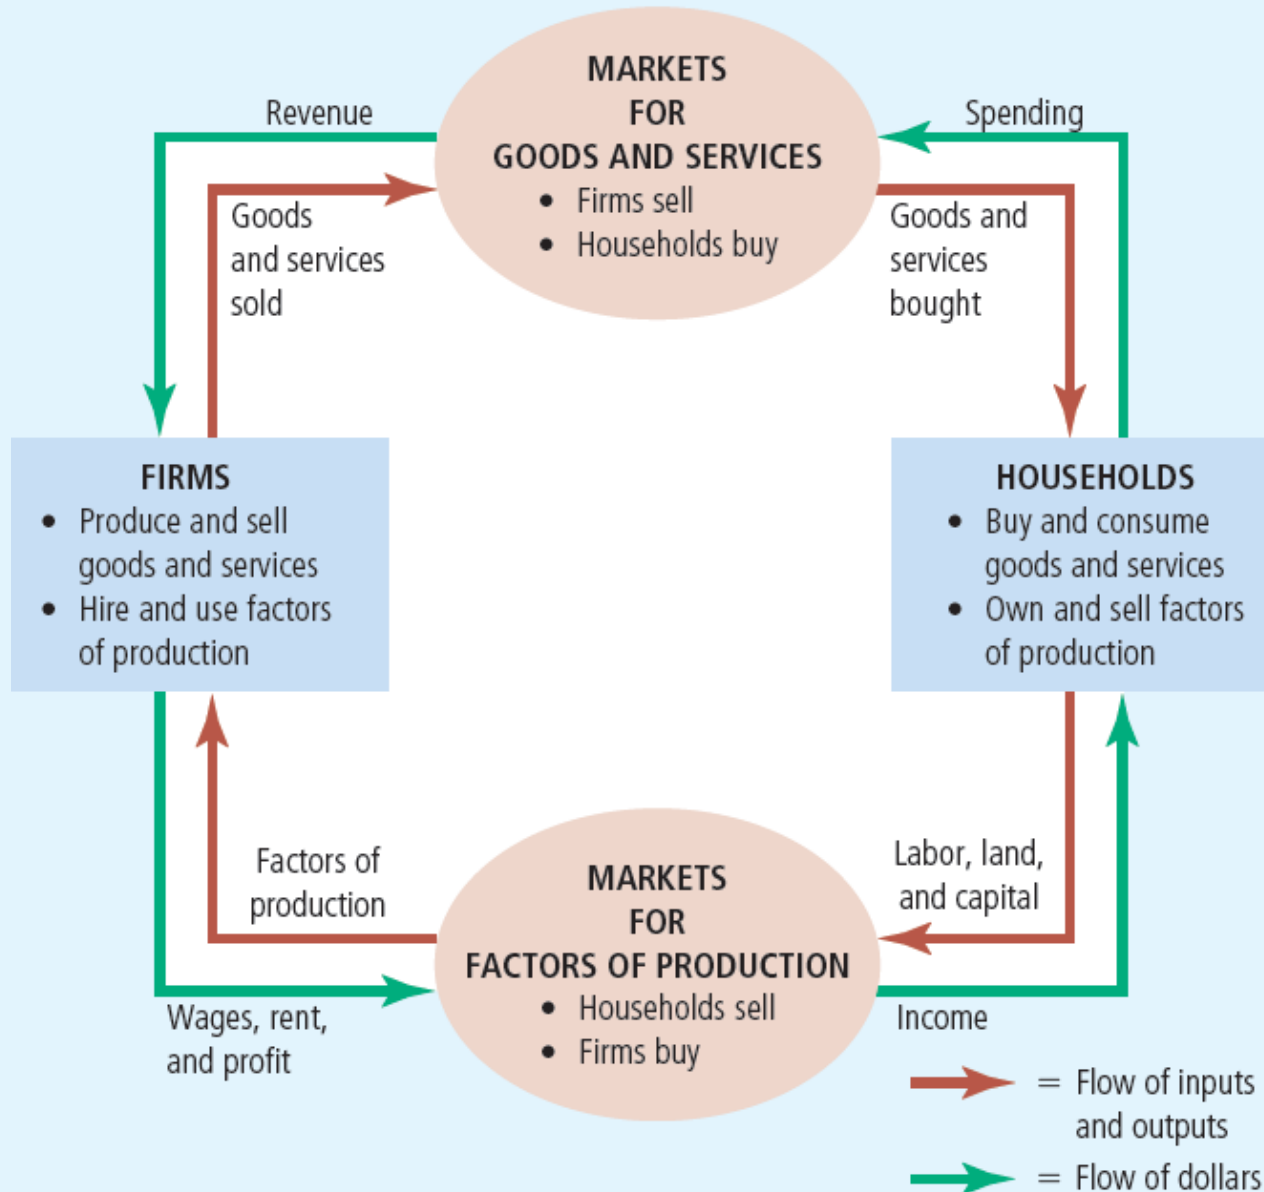 MARKETS
FOR
GOODS AND SERVICES
• Firms sell
• Households buy
Revenue
Spending
Goods
and services
sold
Goods and
services
bought
FIRMS
• Produce and sell
goods and services
• Hire and use factors
of production
HOUSEHOLDS
• Buy and consume
goods and services
• Own and sell factors
of production
Factors of
production
Labor, land,
and capital
MARKETS
FOR
FACTORS OF PRODUCTION
• Households sell
• Firms buy
Wages, rent,
and profit
Income
= Flow of inputs
and outputs
= Flow of dollars